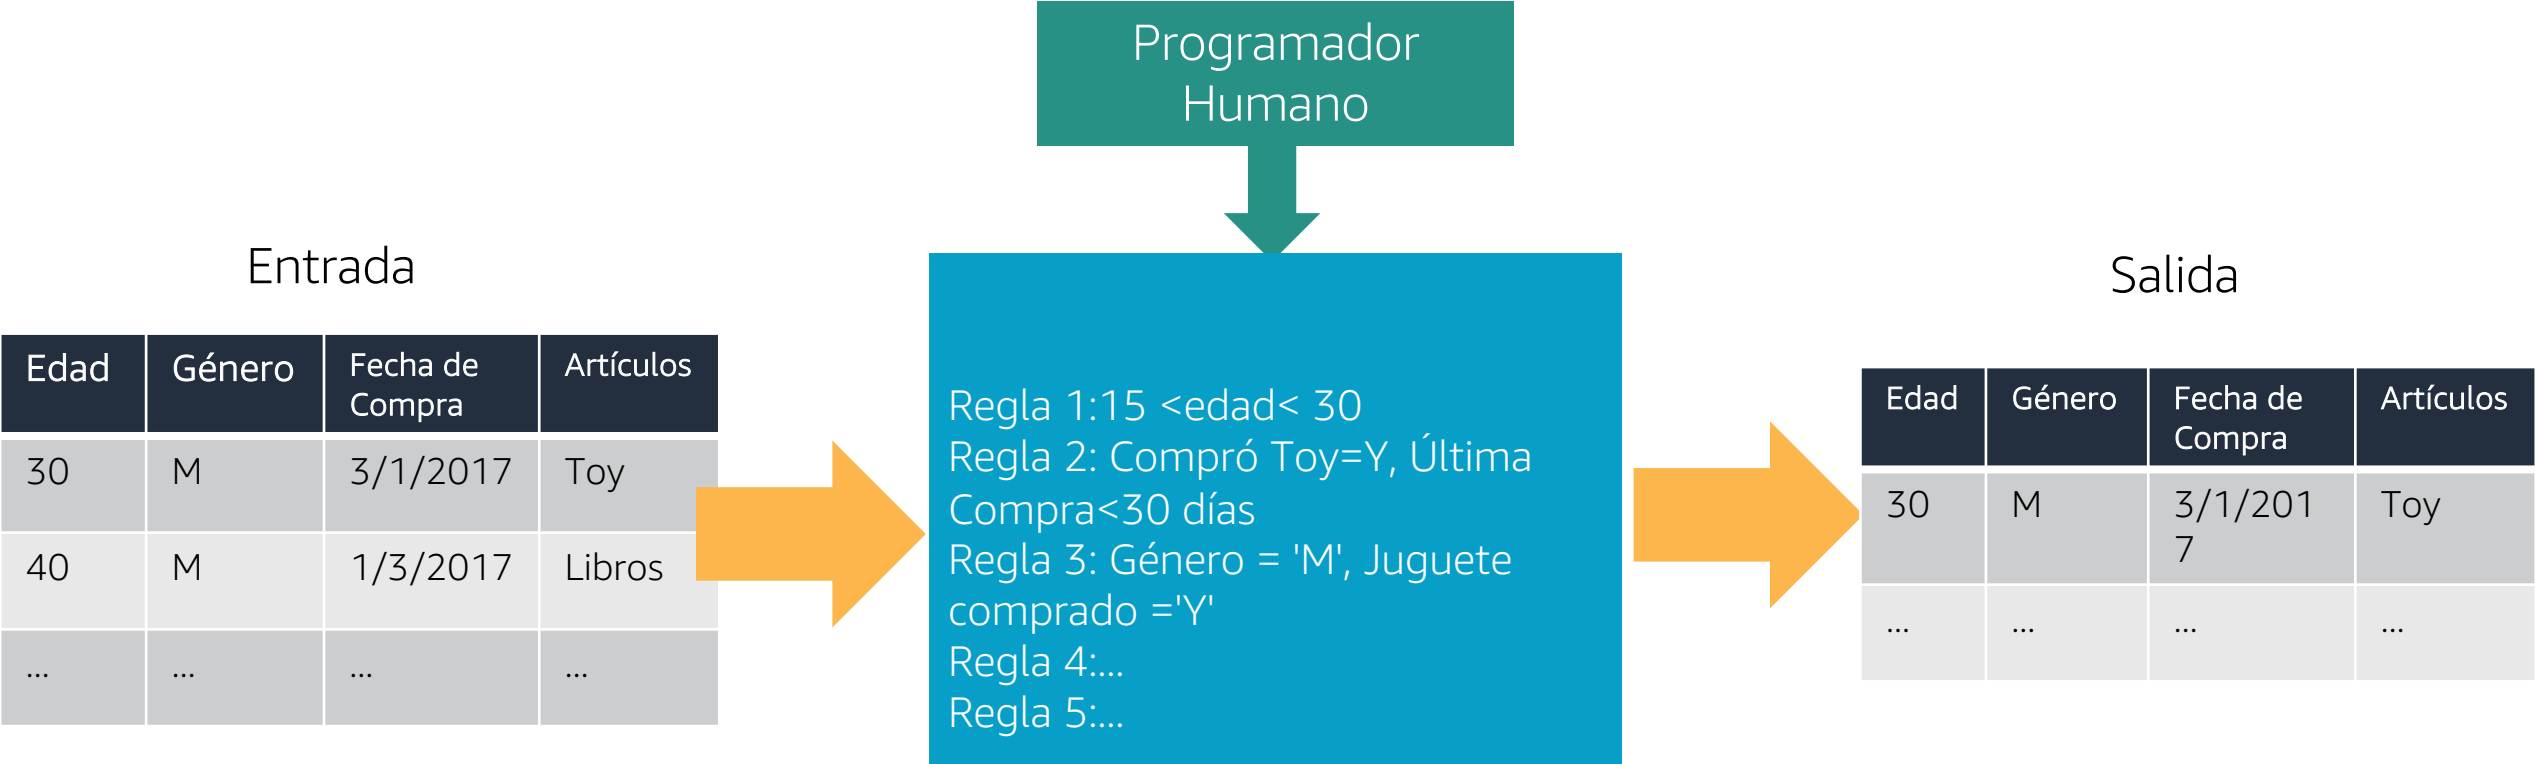 Programador
Humano
Entrada
Edad Género Fecha de Artículos
Compra
30 M 3/1/2017 Toy
40 M 1/3/2017 Libros
... ... ... ...
Regla 1:15 <edad< 30
Regla 2: Compró Toy=Y, Última
Compra<30 días
Regla 3: Género = 'M', Juguete
comprado ='Y'
Regla 4:...
Regla 5:...
Salida
Edad Género Fecha de Artículos
Compra
30 M 3/1/201 Toy
7
... ... ... ...